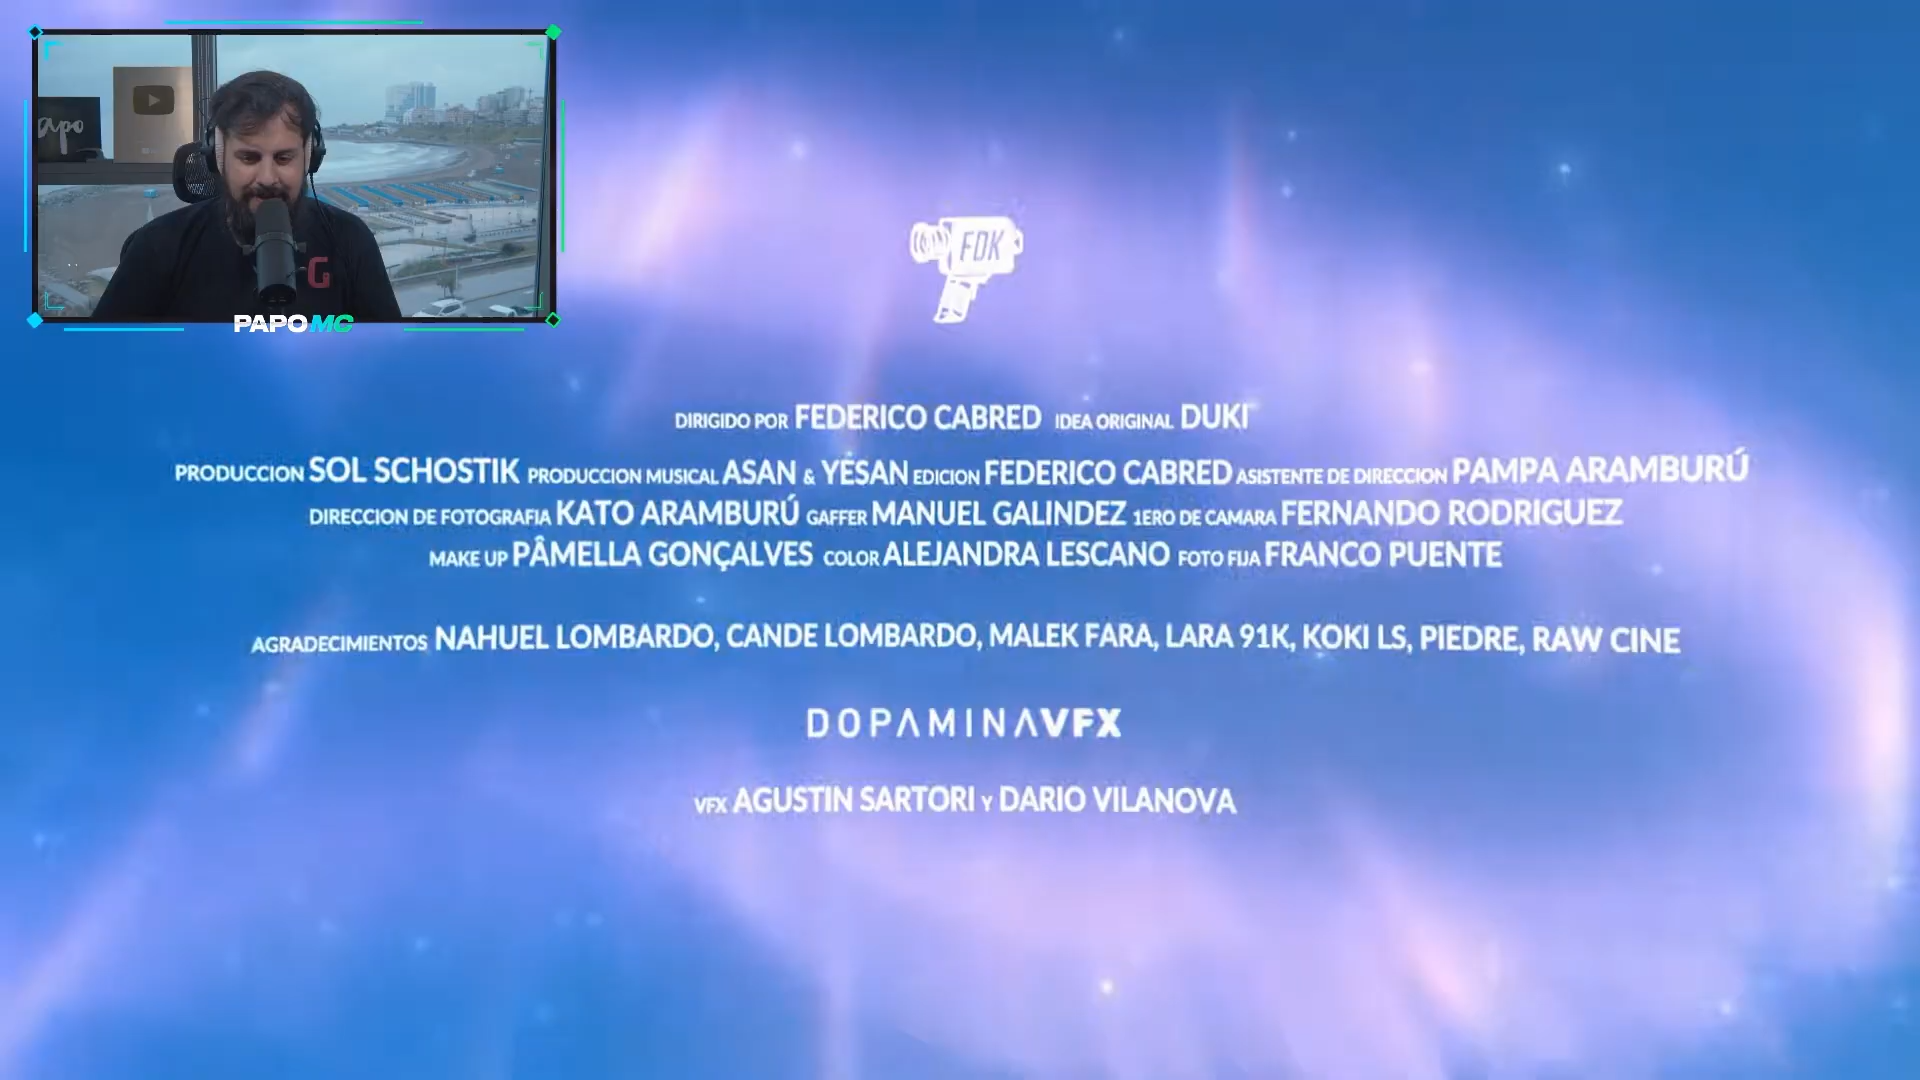 apo
G
PAPOMC
FDK
DIRIGIDO POR FEDERICO CABRED IDEA ORIGINAL DUKI
PRODUCCION SOL SCHOSTIK PRODUCCION MUSICAL ASAN & YESAN EDICION FEDERICO CABRED ASISTENTE DE DIRECCION PAMPA ARAMBURÚ
DIRECCION DE FOTOGRAFIA KATO ARAMBURÚ GAFFER MANUEL GALINDEZ 1ERO DE CAMARA FERNANDO RODRIGUEZ
MAKE UP PÂMELLA GONÇALVES COLOR ALEJANDRA LESCANO FOTO FIJA FRANCO PUENTE
AGRADECIMIENTOS NAHUEL LOMBARDO, CANDE LOMBARDO, MALEK FARA, LARA 91K, KOKI LS, PIEDRE, RAW CINE
DOPAMINAVFX
VFX AGUSTIN SARTORI Y DARIO VILANOVA